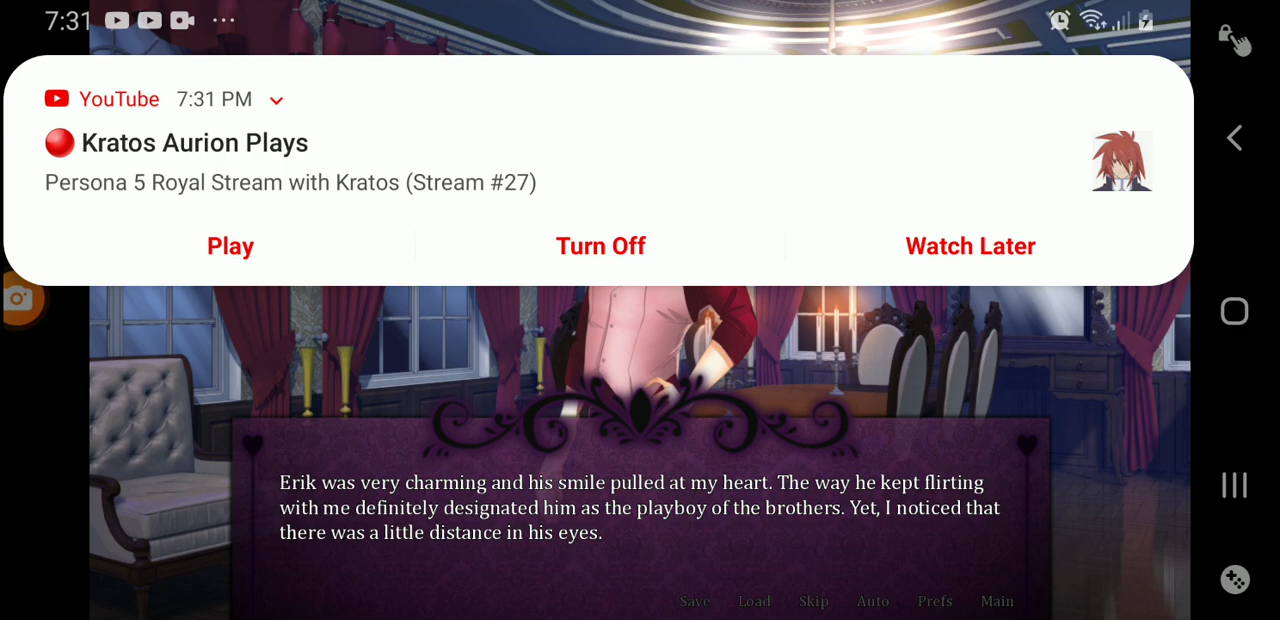 7:31
YouTube 7:31 PM
Kratos Aurion Plays
Persona 5 Royal Stream with Kratos (Stream #27)
Play Turn Off Watch Later
Erik was very charming and his smile pulled at my heart. The way he kept flirting
with me definitely designated him as the playboy of the brothers. Yet, I noticed that
there was a little distance in his eyes.
Save Load Skip Auto Prefs Main